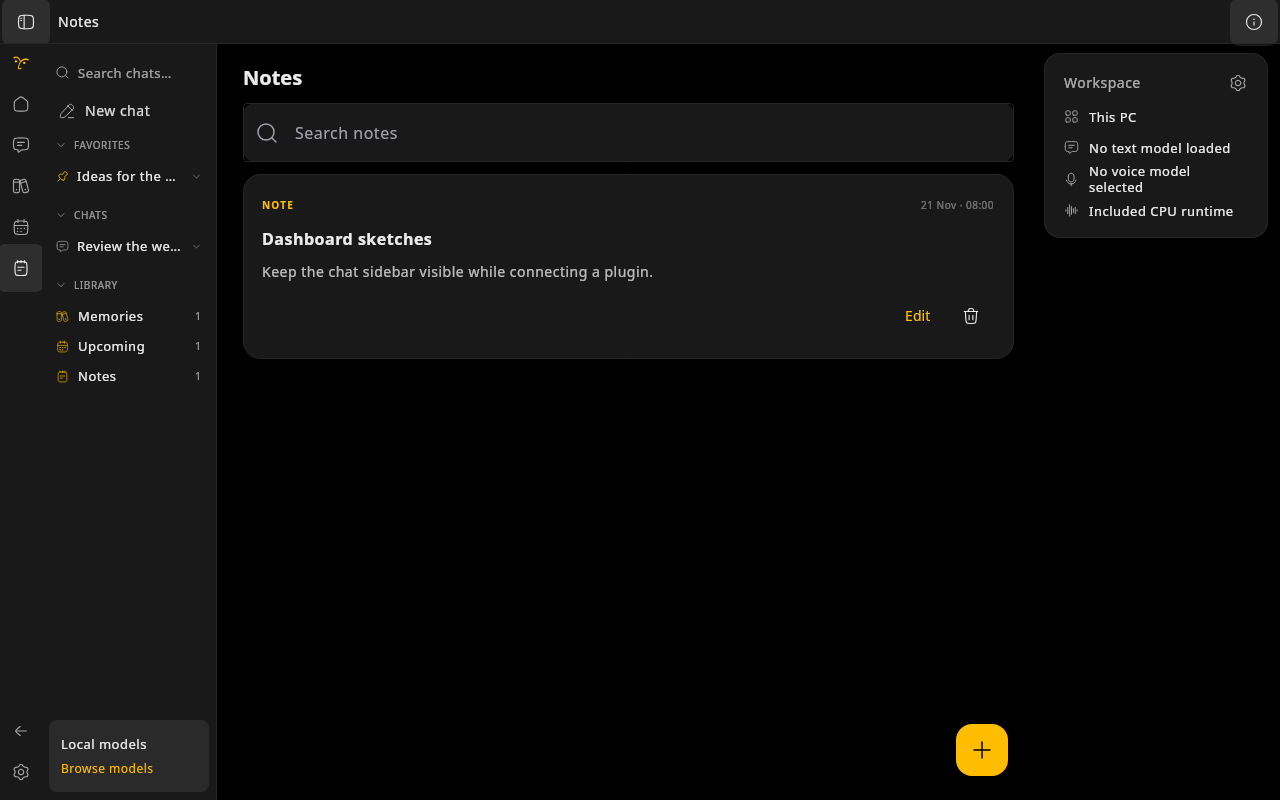 Notes
Search chats...
New chat
FAVORITES
Ideas for the ...
CHATS
Review the we...
LIBRARY
Memories 1
Upcoming 1
Notes 1
Local models
Browse models
Notes
Search notes
NOTE 21 Nov · 08:00
Dashboard sketches
Keep the chat sidebar visible while connecting a plugin.
Edit
Workspace
This PC
No text model loaded
No voice model
selected
Included CPU runtime